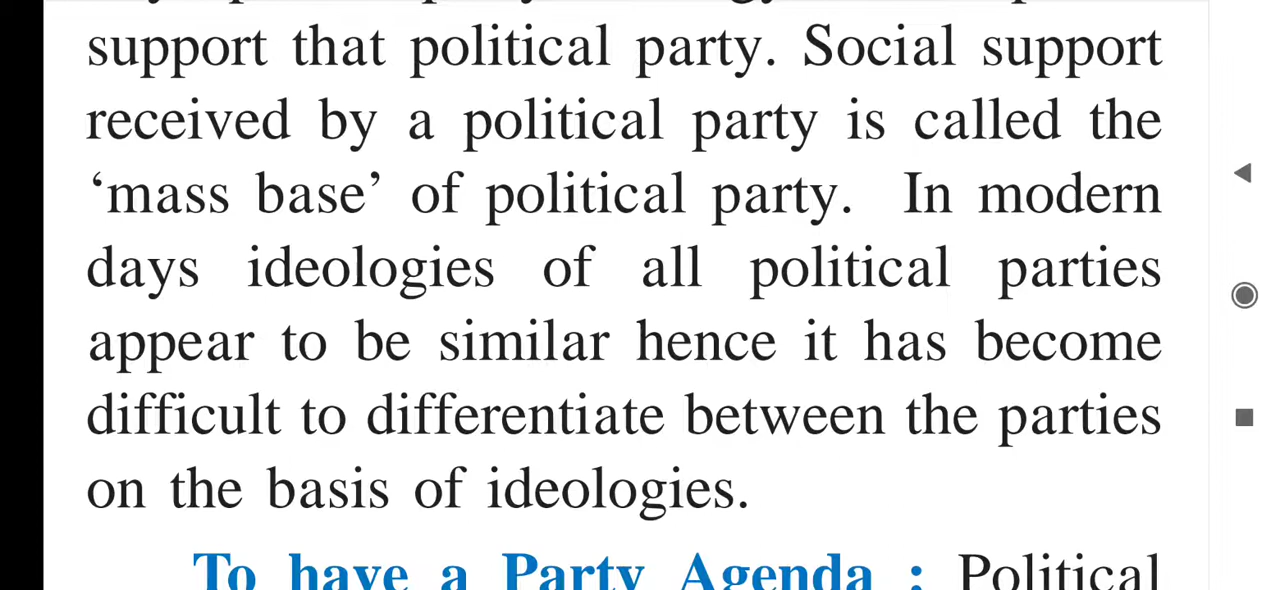 support that political party. Social support
received by a political party is called the
‘mass base’ of political party. In modern
days ideologies of all political parties
appear to be similar hence it has become
difficult to differentiate between the parties
on the basis of ideologies.
To have a Party Agenda : Political